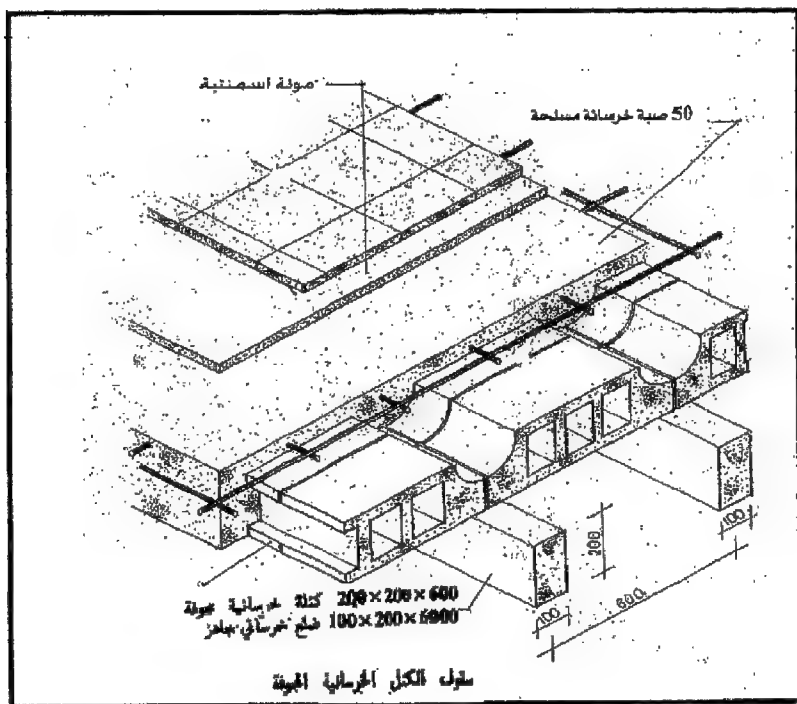 مونة اسمنتية
50 صبة خرسانة مسلحة
200×200×600 كتلة خرسانية مجوفة
100×200×6000 ضلع خرساني جاهز
200
100
100
600
سقوف الكتل الخرسانية المجوفة